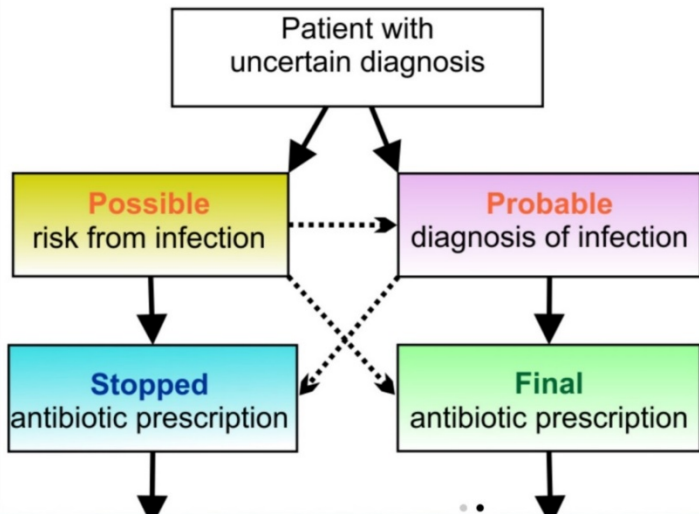 Patient with
uncertain diagnosis
Possible
risk from infection
Probable
diagnosis of infection
Stopped
antibiotic prescription
Final
antibiotic prescription